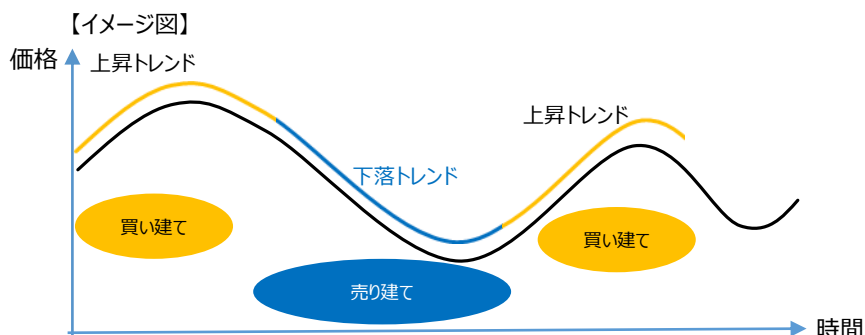 【イメージ図】
価格
上昇トレンド
上昇トレンド
下落トレンド
買い建て
買い建て
売り建て
時間